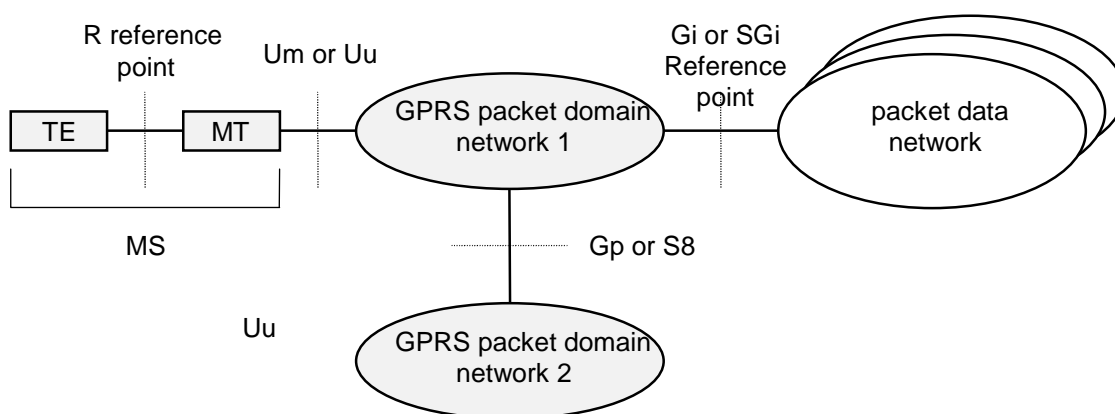 R reference
point
Um or Uu
Gi or SGi
Reference
point
TE
MT
GPRS packet domain
network 1
packet data
network
MS
Gp or S8
Uu
GPRS packet domain
network 2